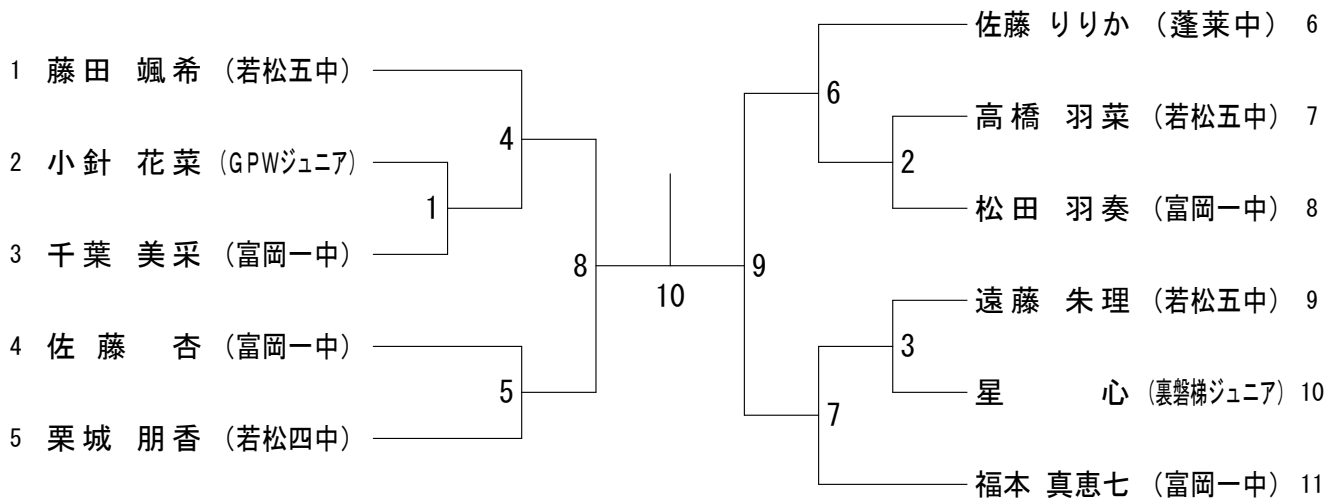 1 藤田 颯希 (若松五中)
2 小針 花菜 (GPWジュニア)
3 千葉 美采 (富岡一中)
4 佐藤 杏 (富岡一中)
5 栗城 朋香 (若松四中)
4
1
8
5
10
佐藤 りりか (蓬莱中) 6
高橋 羽菜 (若松五中) 7
松田 羽奏 (富岡一中) 8
遠藤 朱理 (若松五中) 9
星 心 (裏磐梯ジュニア) 10
福本 真恵七 (富岡一中) 11
6
2
9
3
7